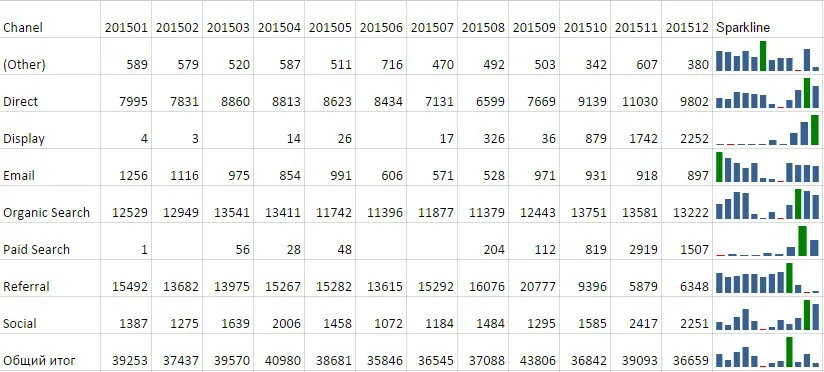 Chanel 201501 201502 201503 201504 201505 201506 201507 201508 201509 201510 201511 201512 Sparkline
(Other) 589 579 520 587 511 716 470 492 503 342 607 380
Direct 7995 7831 8860 8813 8623 8434 7131 6599 7669 9139 11030 9802
Display 4 3 14 26 17 326 36 879 1742 2252
Email 1256 1116 975 854 991 606 571 528 971 931 918 897
Organic Search 12529 12949 13541 13411 11742 11396 11877 11379 12443 13751 13581 13222
Paid Search 1 56 28 48 204 112 819 2919 1507
Referral 15492 13682 13975 15267 15282 13615 15292 16076 20777 9396 5879 6348
Social 1387 1275 1639 2006 1458 1072 1184 1484 1295 1585 2417 2251
Общий итог 39253 37437 39570 40980 38681 35846 36545 37088 43806 36842 39093 36659